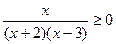 x/((x÷2)(x−3)) ≥ 0